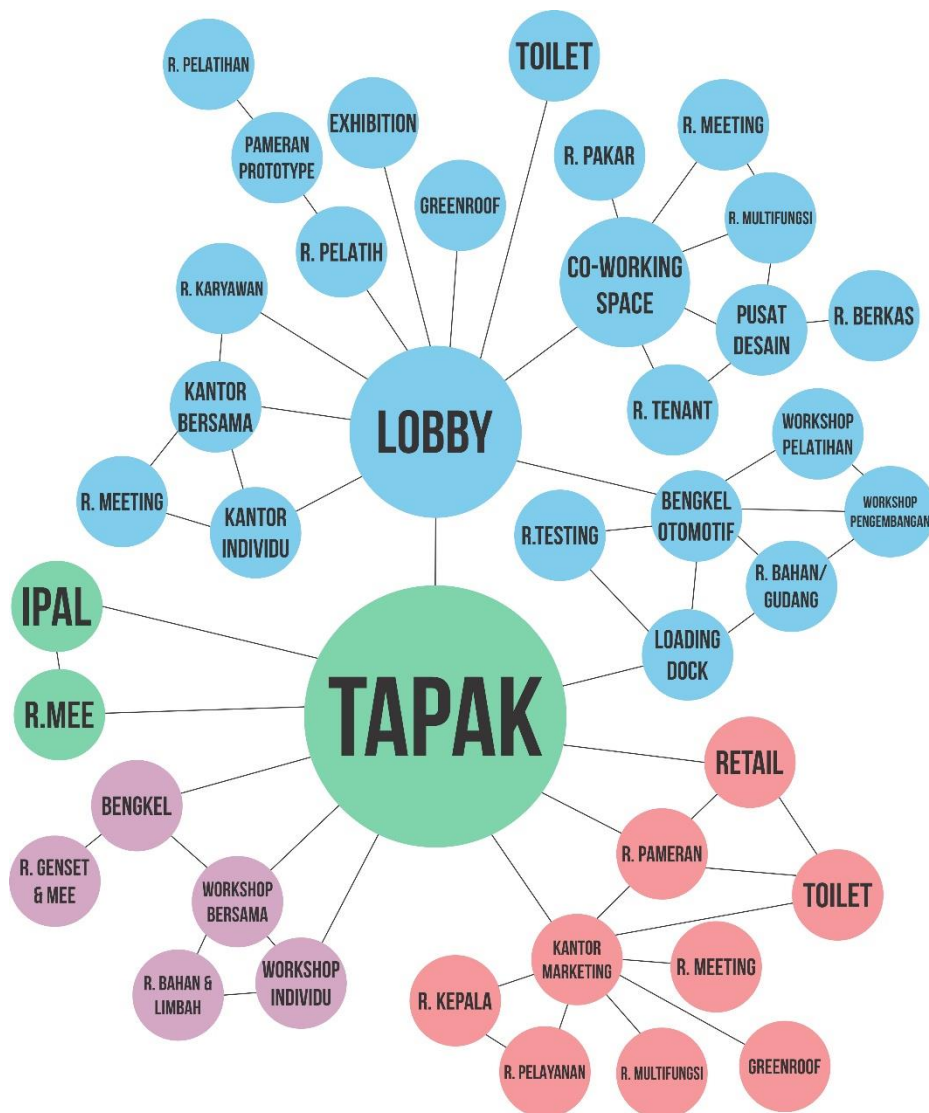 R. PELATIHAN
TOILET
EXHIBITION
R. MEETING
PAMERAN
PROTOTYPE
R. PAKAR
GREENROOF
R. MULTIFUNGSI
R. PELATIH
CO-WORKING
SPACE
R. KARYAWAN
PUSAT
DESAIN
R. BERKAS
KANTOR
BERSAMA
LOBBY
R. TENANT
WORKSHOP
PELATIHAN
R. MEETING
KANTOR
INDIVIDU
R.TESTING
BENGKEL
OTOMOTIF
WORKSHOP
PENGEMBANGAN
R. BAHAN/
GUDANG
IPAL
LOADING
DOCK
R.MEE
TAPAK
RETAIL
BENGKEL
R. PAMERAN
R. GENSET
& MEE
WORKSHOP
BERSAMA
TOILET
KANTOR
MARKETING
R. MEETING
R. BAHAN &
LIMBAH
WORKSHOP
INDIVIDU
R. KEPALA
R. PELAYANAN
R. MULTIFUNGSI
GREENROOF